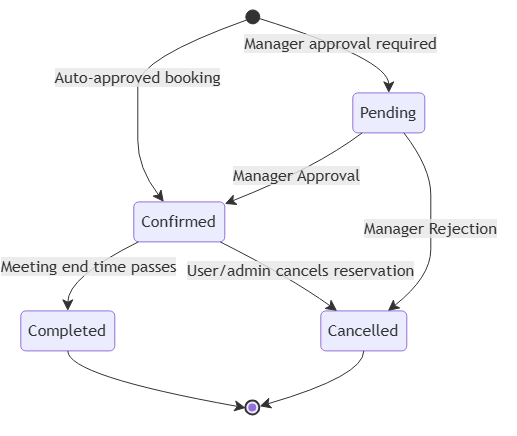 Manager approval required
Auto-approved booking
Pending
Manager Approval
Confirmed
Manager Rejection
Meeting end time passes
User/admin cancels reservation
Completed
Cancelled